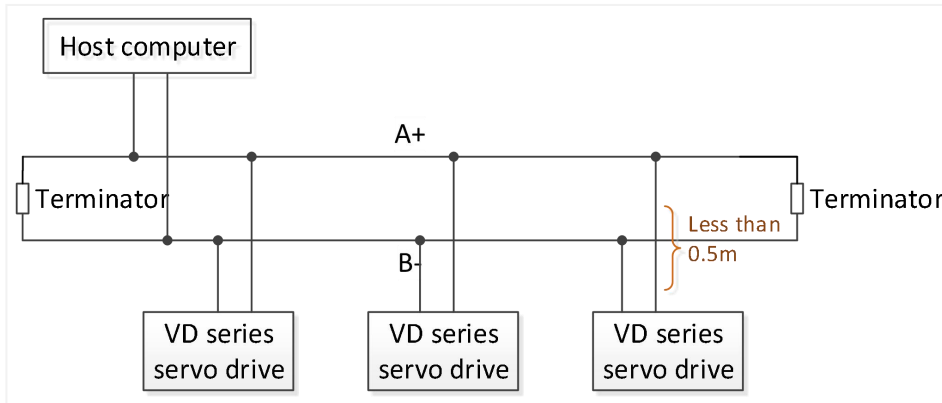 Host computer
A+
Terminator
Terminator
Less than
0.5m
B-
VD series
servo drive
VD series
servo drive
VD series
servo drive